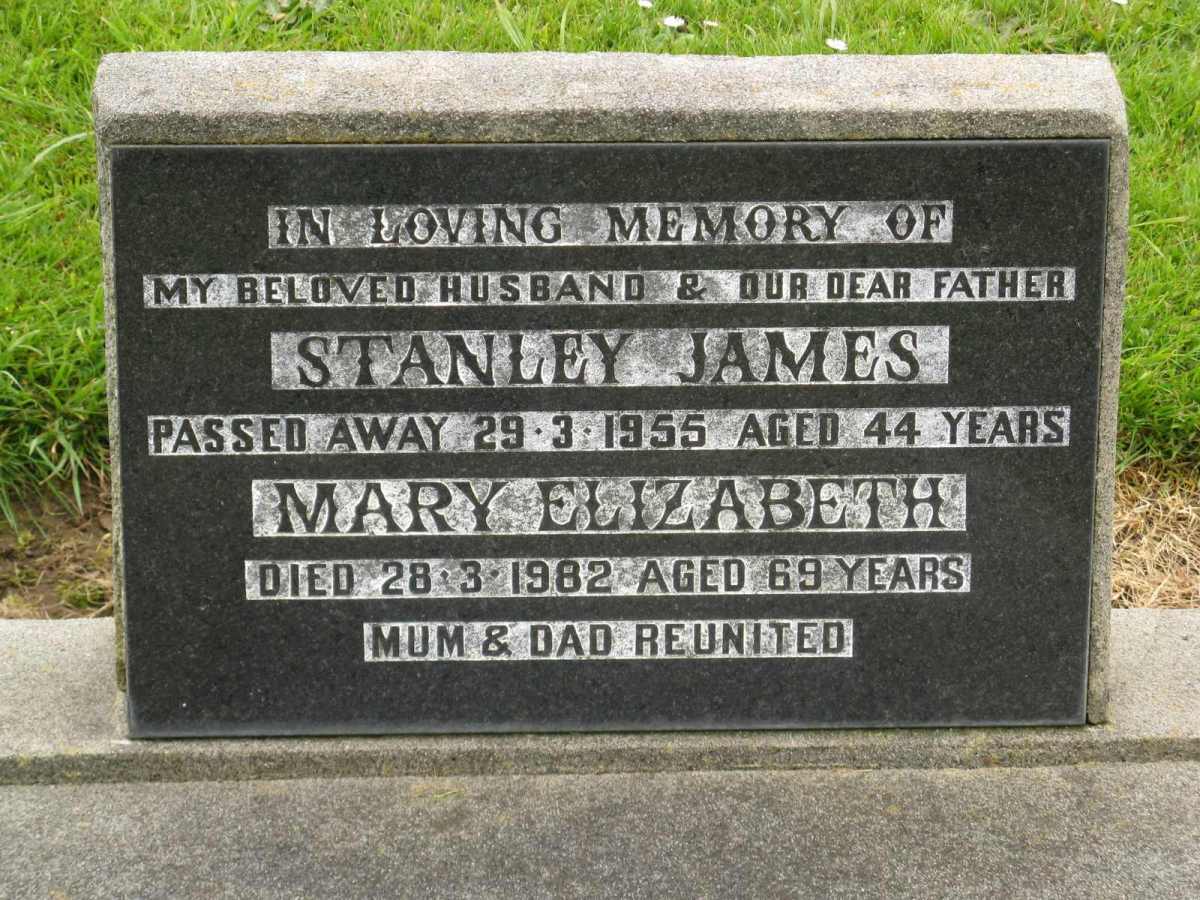 IN LOVING MEMORY OF
MY BELOVED HUSBAND & OUR DEAR FATHER
STANLEY JAMES
PASSED AWAY 29·3·1955 AGED 44 YEARS
MARY ELIZABETH
DIED 28·3·1982 AGED 69 YEARS
MUM & DAD REUNITED